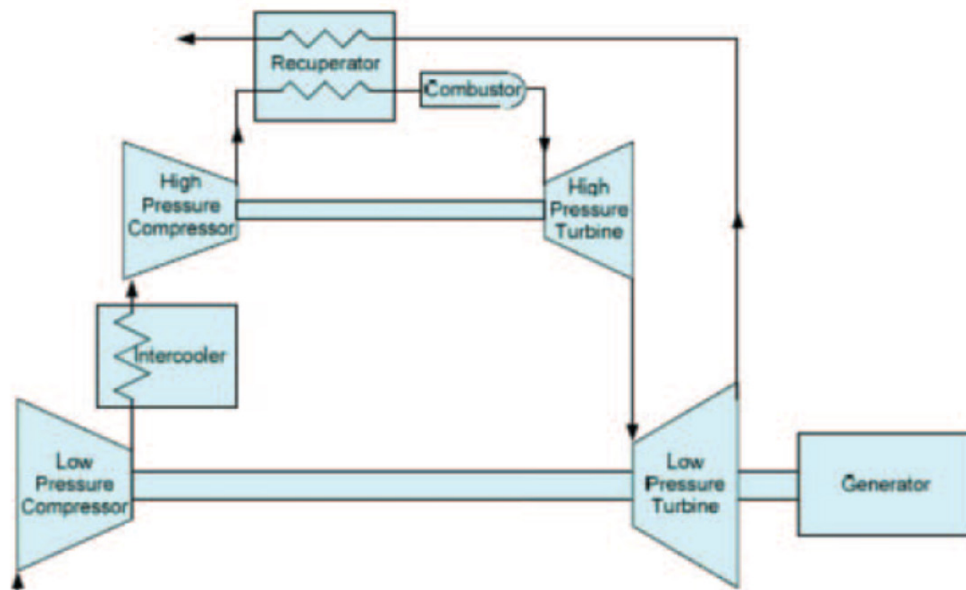 Recuperator
Combustor
High
Pressure
Compressor
High
Pressure
Turbine
Intercooler
Low
Pressure
Compressor
Low
Pressure
Turbine
Generator